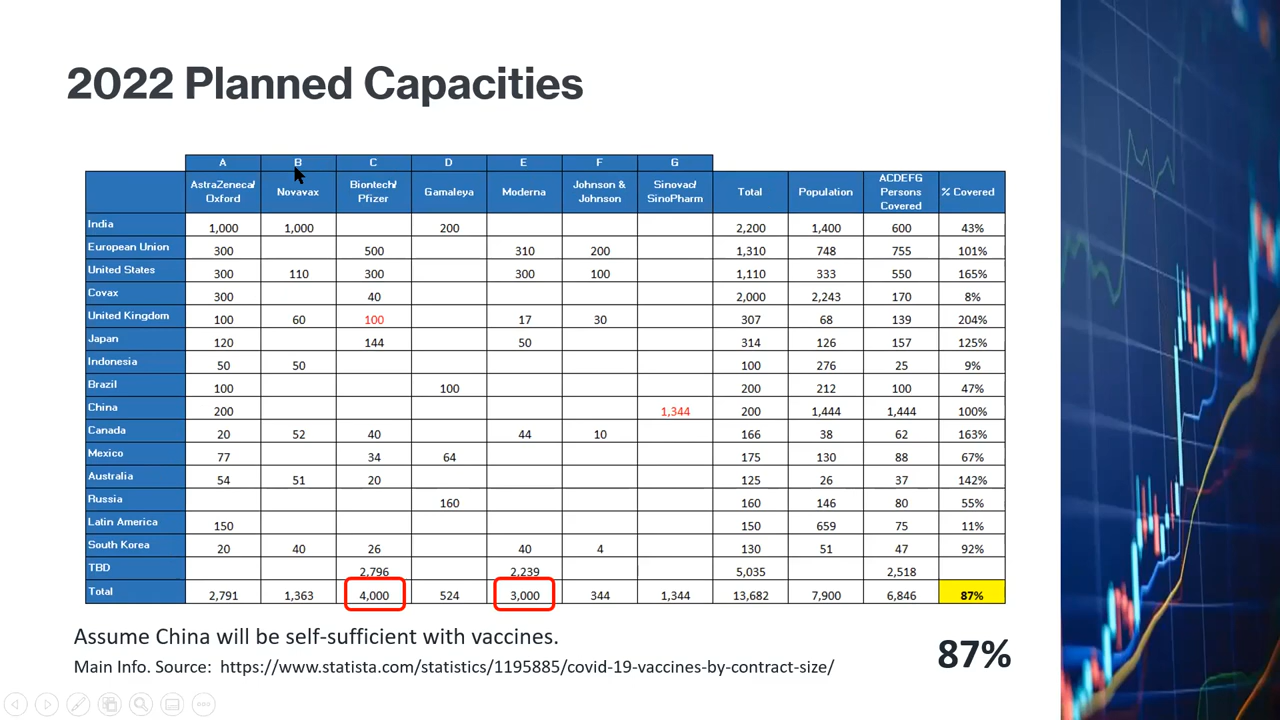 2022 Planned Capacities
A B C D E F G
AstraZeneca/ Oxford Novavax Biontech/ Pfizer Gamaleya Moderna Johnson & Johnson Sinovac/ SinoPharm Total Population ACDEFG Persons Covered % Covered
India 1,000 1,000 200 2,200 1,400 600 43%
European Union 300 500 310 200 1,310 748 755 101%
United States 300 110 300 300 100 1,110 333 550 165%
Covax 300 40 2,000 2,243 170 8%
United Kingdom 100 60 100 17 30 307 68 139 204%
Japan 120 144 50 314 126 157 125%
Indonesia 50 50 100 276 25 9%
Brazil 100 100 200 212 100 47%
China 200 1,344 200 1,444 1,444 100%
Canada 20 52 40 44 10 166 38 62 163%
Mexico 77 34 64 175 130 88 67%
Australia 54 51 20 125 26 37 142%
Russia 160 160 146 80 55%
Latin America 150 150 659 75 11%
South Korea 20 40 26 40 4 130 51 47 92%
TBD 2,796 2,239 5,035 2,518
Total 2,791 1,363 4,000 524 3,000 344 1,344 13,682 7,900 6,846 87%
Assume China will be self-sufficient with vaccines.
87%
Main Info. Source: https://www.statista.com/statistics/1195885/covid-19-vaccines-by-contract-size/